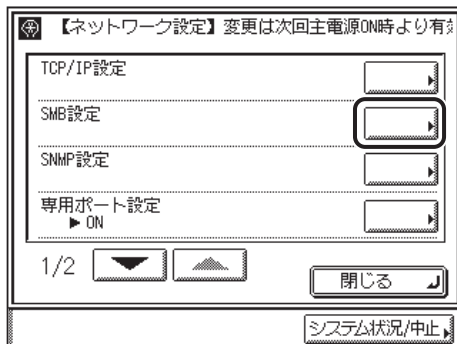 【ネットワーク設定】変更は次回主電源ON時より有効
TCP/IP設定
SMB設定
SNMP設定
専用ポート設定
▶ ON
1/2
閉じる
システム状況/中止